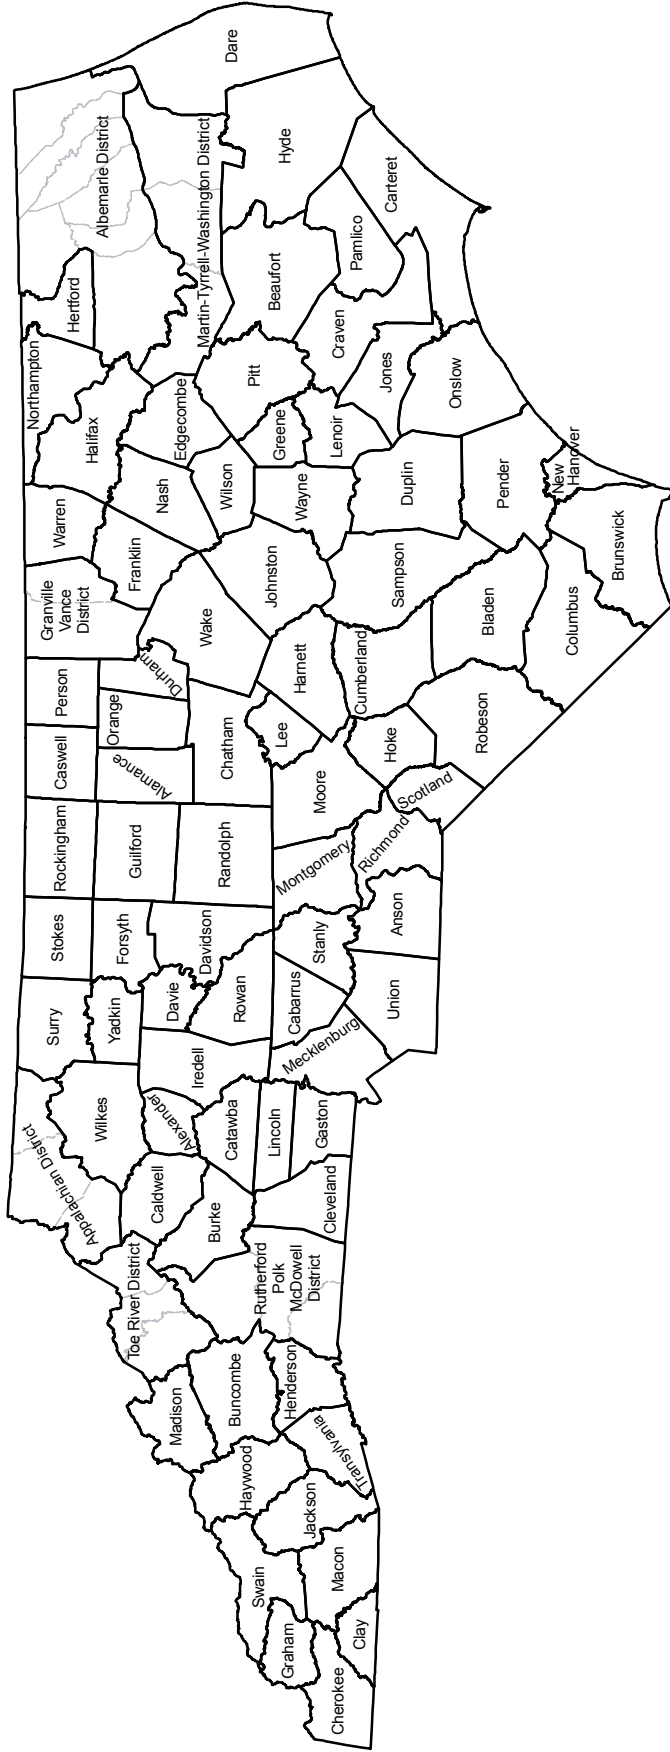 Cherokee
Graham
Clay
Swain
Macon
Jackson
Haywood
Transylvania
Madison
Buncombe
Henderson
Toe River District
Rutherford
Polk
McDowell
District
Appalachian District
Caldwell
Burke
Cleveland
Wilkes
Alexander
Catawba
Lincoln
Gaston
Surry
Yadkin
Iredell
Mecklenburg
Davie
Rowan
Cabarrus
Union
Stokes
Forsyth
Davidson
Stanly
Anson
Rockingham
Guilford
Randolph
Montgomery
Richmond
Caswell
Alamance
Chatham
Moore
Scotland
Person
Orange
Durham
Lee
Hoke
Robeson
Granville
Vance
District
Wake
Harnett
Cumberland
Bladen
Columbus
Warren
Franklin
Johnston
Sampson
Brunswick
Halifax
Nash
Wilson
Wayne
Duplin
Pender
New
Hanover
Northampton
Edgecombe
Greene
Lenoir
Pitt
Jones
Onslow
Hertford
Martin-Tyrrell-Washington District
Beaufort
Craven
Pamlico
Carteret
Albemarle District
Hyde
Dare